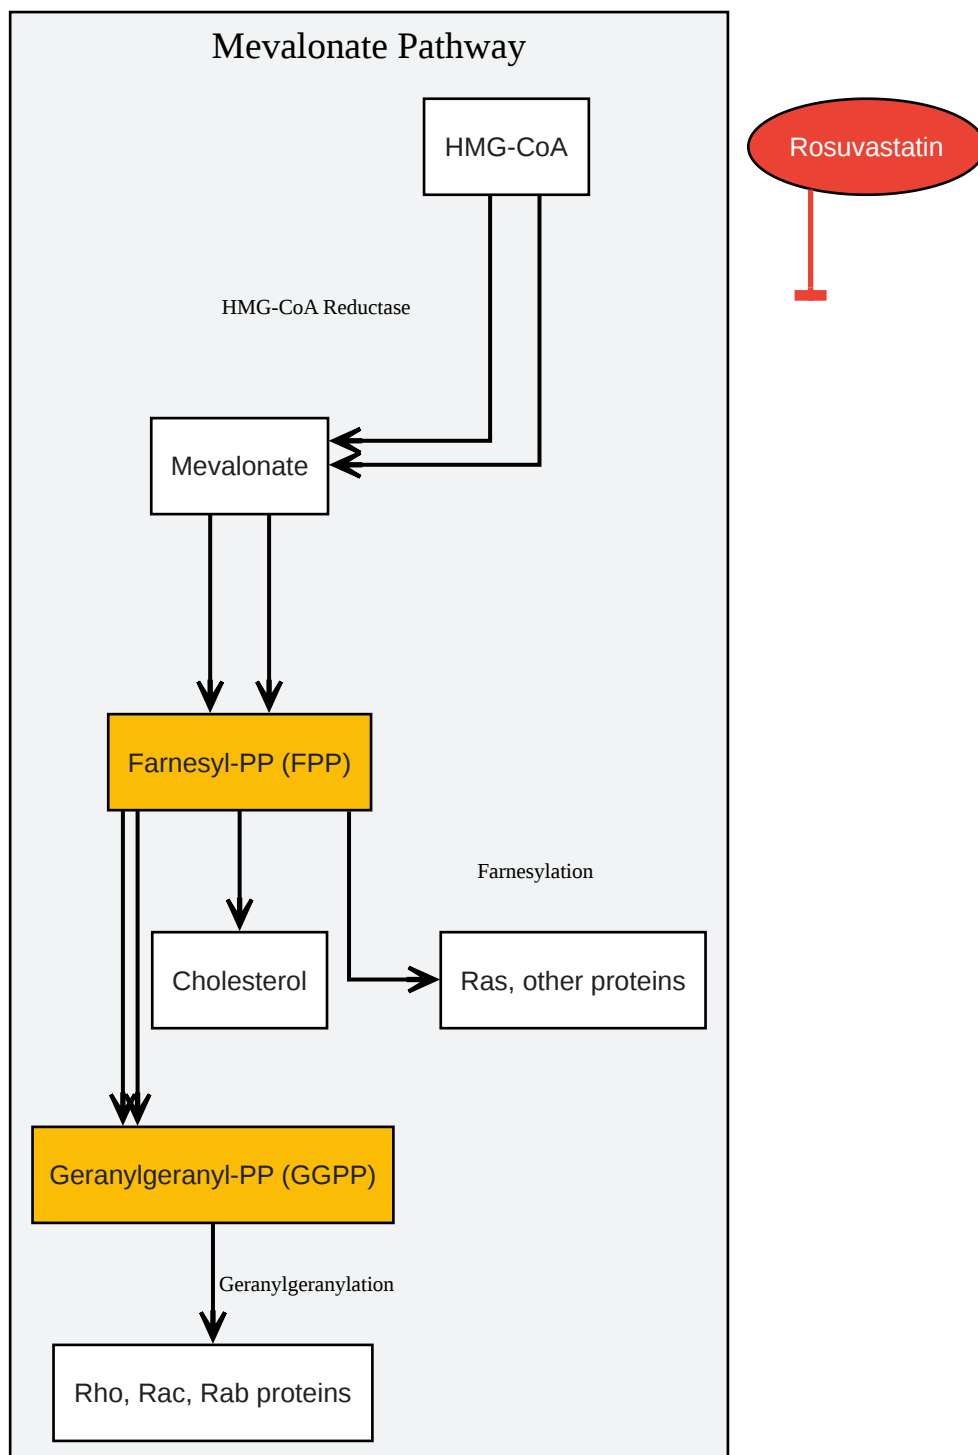 Mevalonate Pathway
HMG-CoA
Rosuvastatin
HMG-CoA Reductase
Mevalonate
Farnesyl-PP (FPP)
Farnesylation
Cholesterol
Ras, other proteins
Geranylgeranyl-PP (GGPP)
Geranylgeranylation
Rho, Rac, Rab proteins